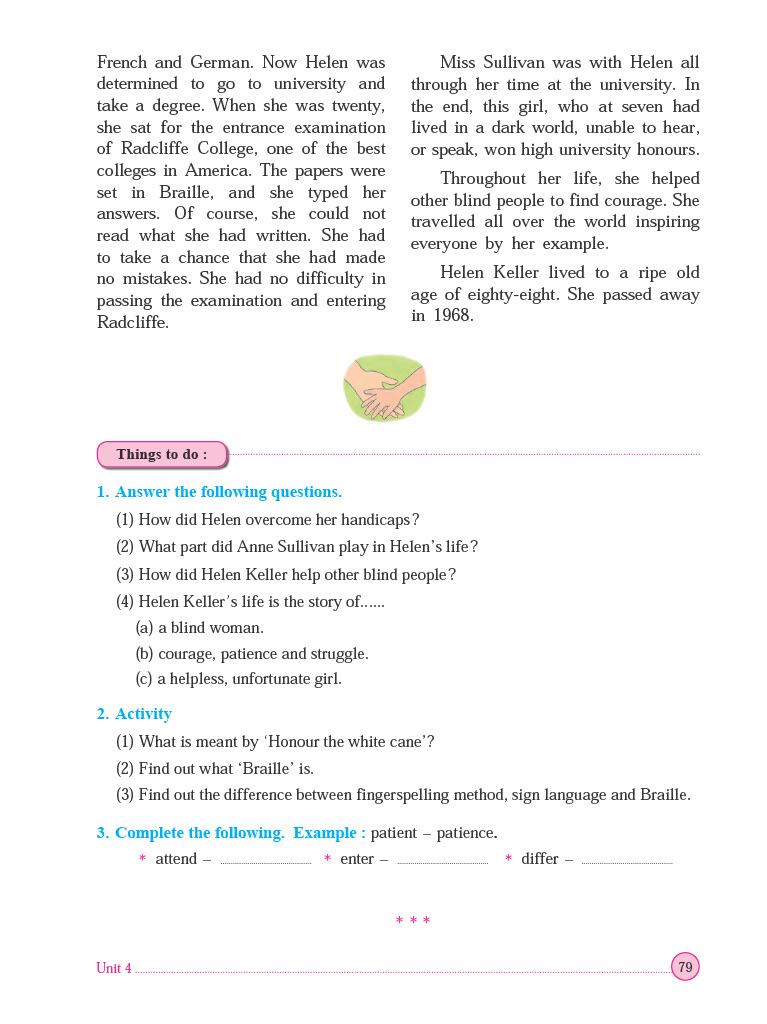 French and German. Now Helen was
determined to go to university and
take a degree. When she was twenty,
she sat for the entrance examination
of Radcliffe College, one of the best
colleges in America. The papers were
set in Braille, and she typed her
answers. Of course, she could not
read what she had written. She had
to take a chance that she had made
no mistakes. She had no difficulty in
passing the examination and entering
Radcliffe.
Miss Sullivan was with Helen all
through her time at the university. In
the end, this girl, who at seven had
lived in a dark world, unable to hear,
or speak, won high university honours.
Throughout her life, she helped
other blind people to find courage. She
travelled all over the world inspiring
everyone by her example.
Helen Keller lived to a ripe old
age of eighty-eight. She passed away
in 1968.
Things to do :
1. Answer the following questions.
(1) How did Helen overcome her handicaps?
(2) What part did Anne Sullivan play in Helen's life?
(3) How did Helen Keller help other blind people?
(4) Helen Keller's life is the story of......
(a) a blind woman.
(b) courage, patience and struggle.
(c) a helpless, unfortunate girl.
2. Activity
(1) What is meant by ‘Honour the white cane’?
(2) Find out what ‘Braille’ is.
(3) Find out the difference between fingerspelling method, sign language and Braille.
3. Complete the following. Example : patient – patience.
* attend – * enter – * differ –
* * *
Unit 4 79